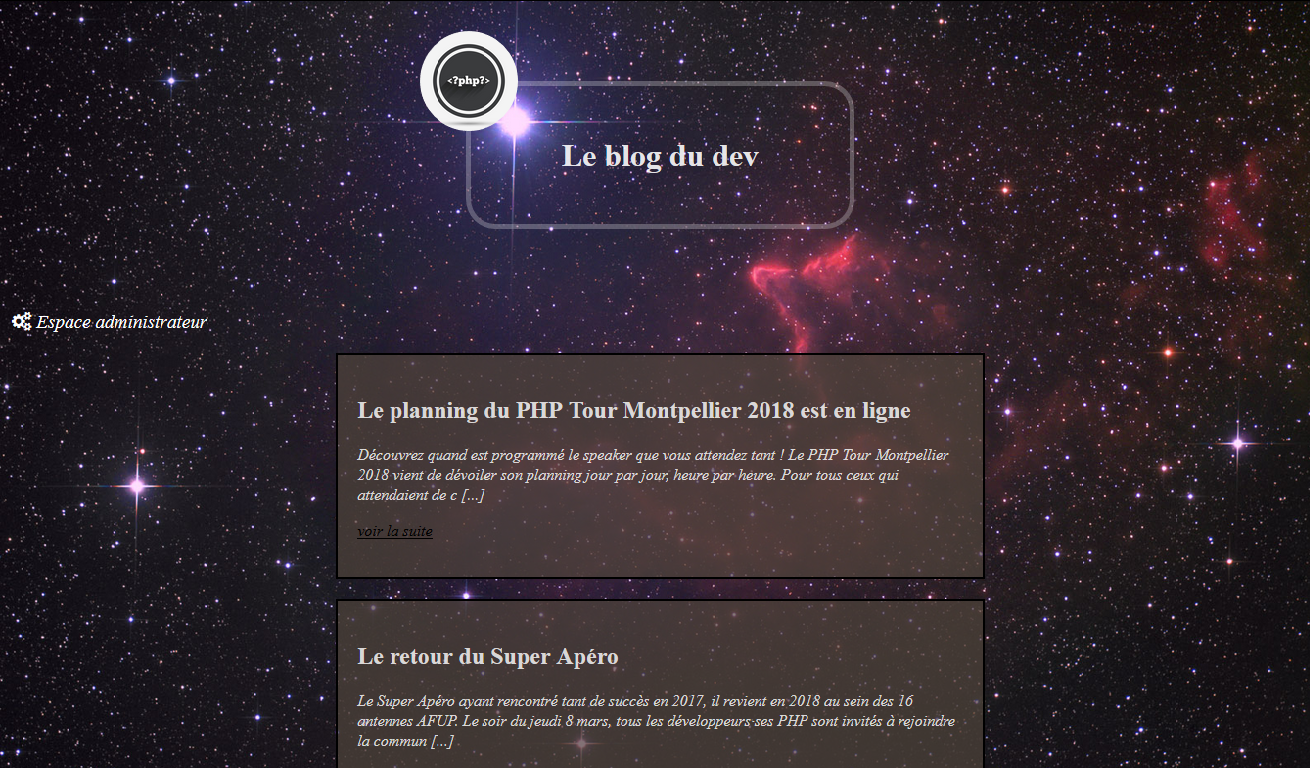 <?php?>
Le blog du dev
Espace administrateur
Le planning du PHP Tour Montpellier 2018 est en ligne
Découvrez quand est programmé le speaker que vous attendez tant ! Le PHP Tour Montpellier
2018 vient de dévoiler son planning jour par jour, heure par heure. Pour tous ceux qui
attendaient de c [...]
voir la suite
Le retour du Super Apéro
Le Super Apéro ayant rencontré tant de succès en 2017, il revient en 2018 au sein des 16
antennes AFUP. Le soir du jeudi 8 mars, tous les développeurs·ses PHP sont invités à rejoindre
la commun [...]